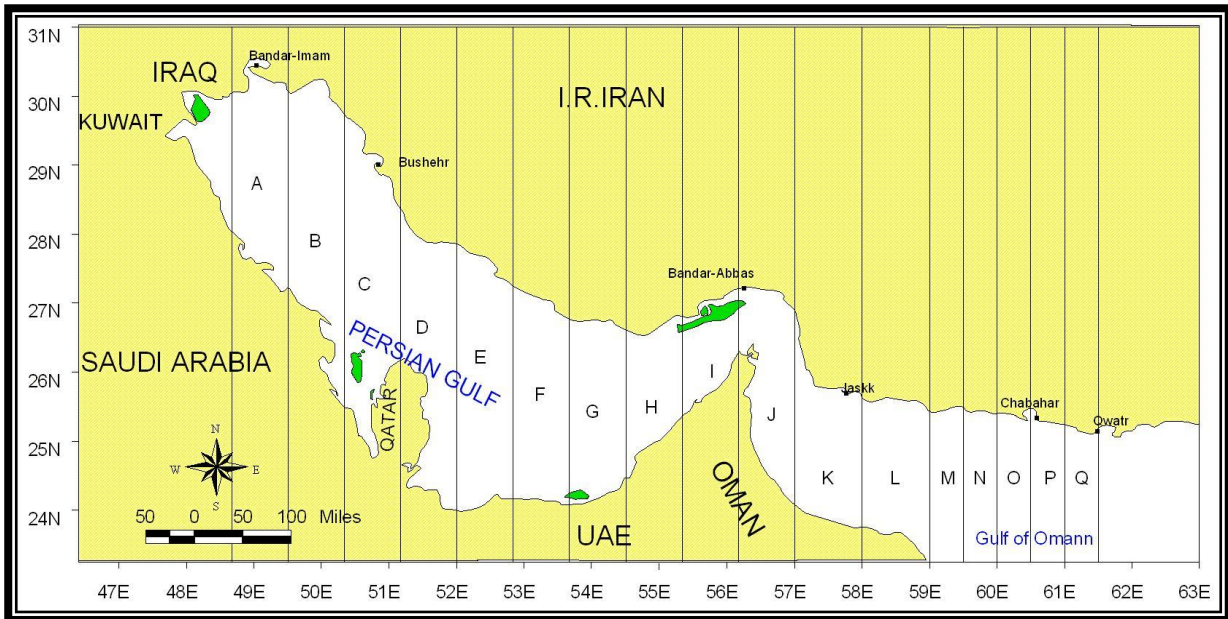 31N
30N
29N
28N
27N
26N
25N
24N
Bandar-Imam
IRAQ
KUWAIT
I.R.IRAN
Bushehr
A
B
C
D
E
F
G
H
I
J
K
L
M
N
O
P
Q
Bandar-Abbas
PERSIAN GULF
SAUDI ARABIA
QATAR
Jaskk
Chabahar
Qwatr
OMAN
UAE
Gulf of Omann
N
W E
S
50 0 50 100 Miles
47E 48E 49E 50E 51E 52E 53E 54E 55E 56E 57E 58E 59E 60E 61E 62E 63E